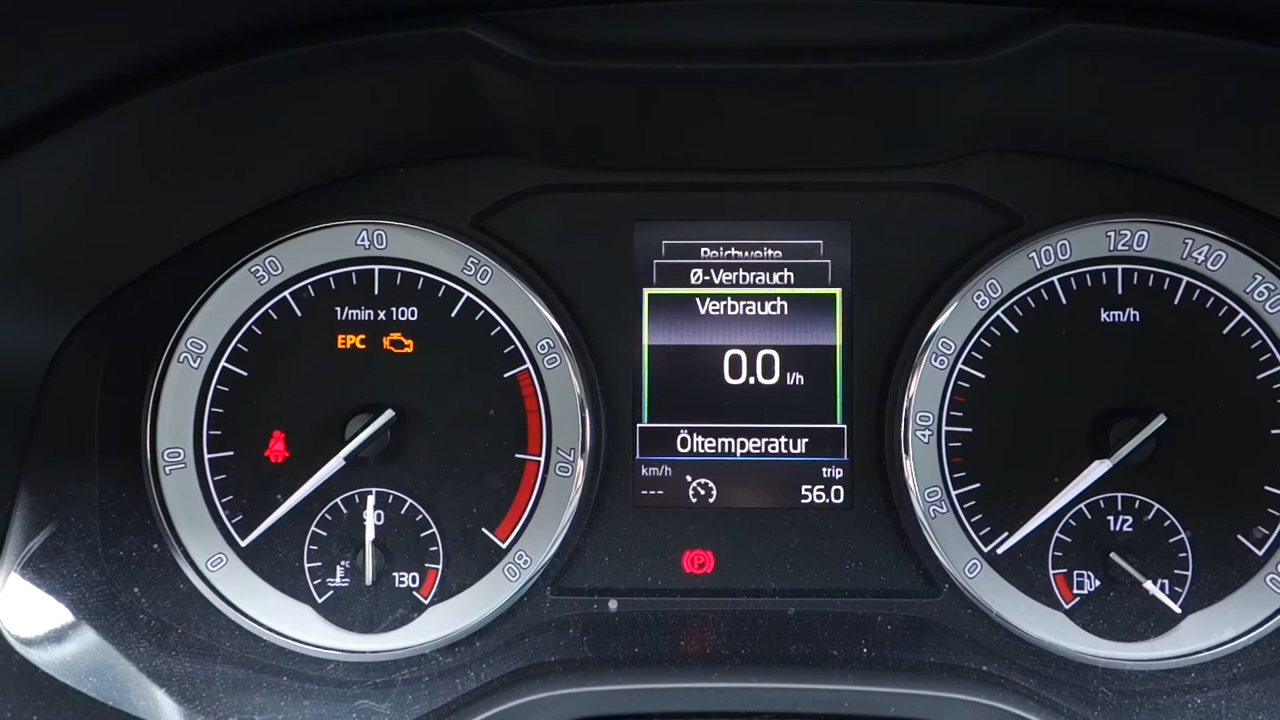 10
20
30
40
50
60
70
80
0
1/min x 100
EPC
90
°C
130
Reichweite
Ø-Verbrauch
Verbrauch
0.0 l/h
Öltemperatur
km/h
trip
---
56.0
P
0
20
40
60
80
100
120
140
160
km/h
1/2
1/1